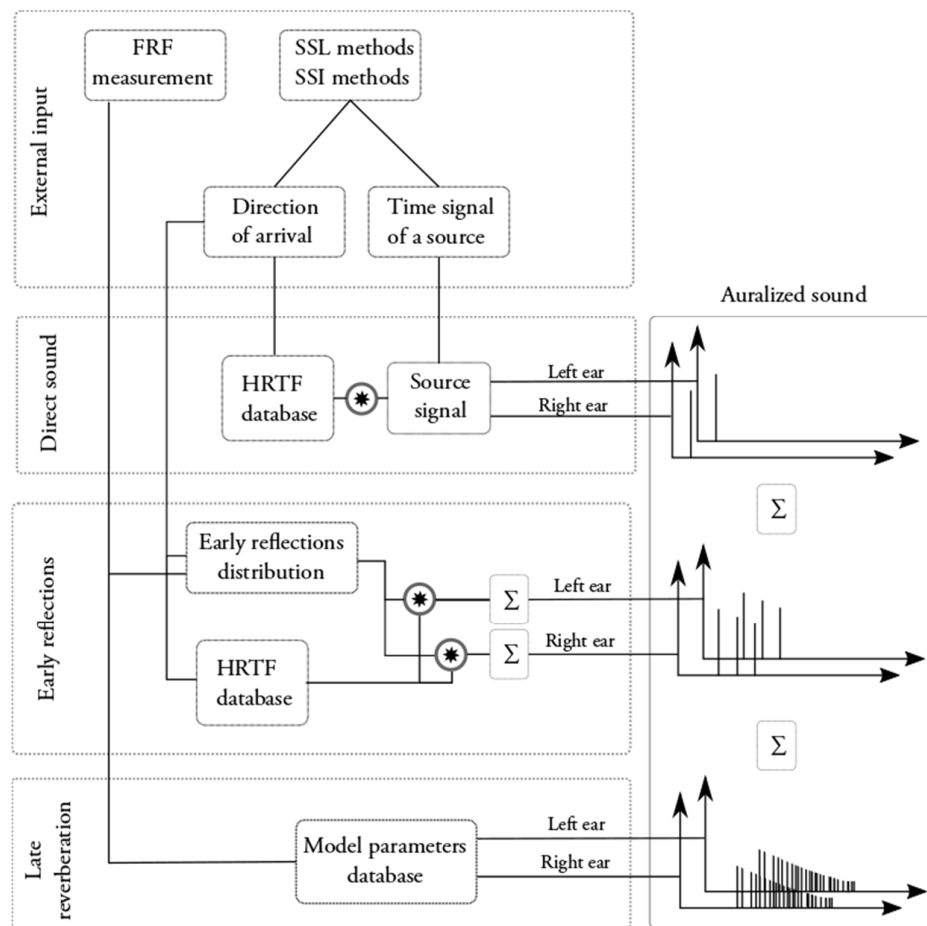 FRF
measurement
SSL methods
SSI methods
External input
Direction
of arrival
Time signal
of a source
Auralized sound
Direct sound
HRTF
database
Source
signal
Left ear
Right ear
Σ
Early reflections
Early reflections
distribution
HRTF
database
Σ
Σ
Left ear
Right ear
Σ
Late
reverberation
Model parameters
database
Left ear
Right ear